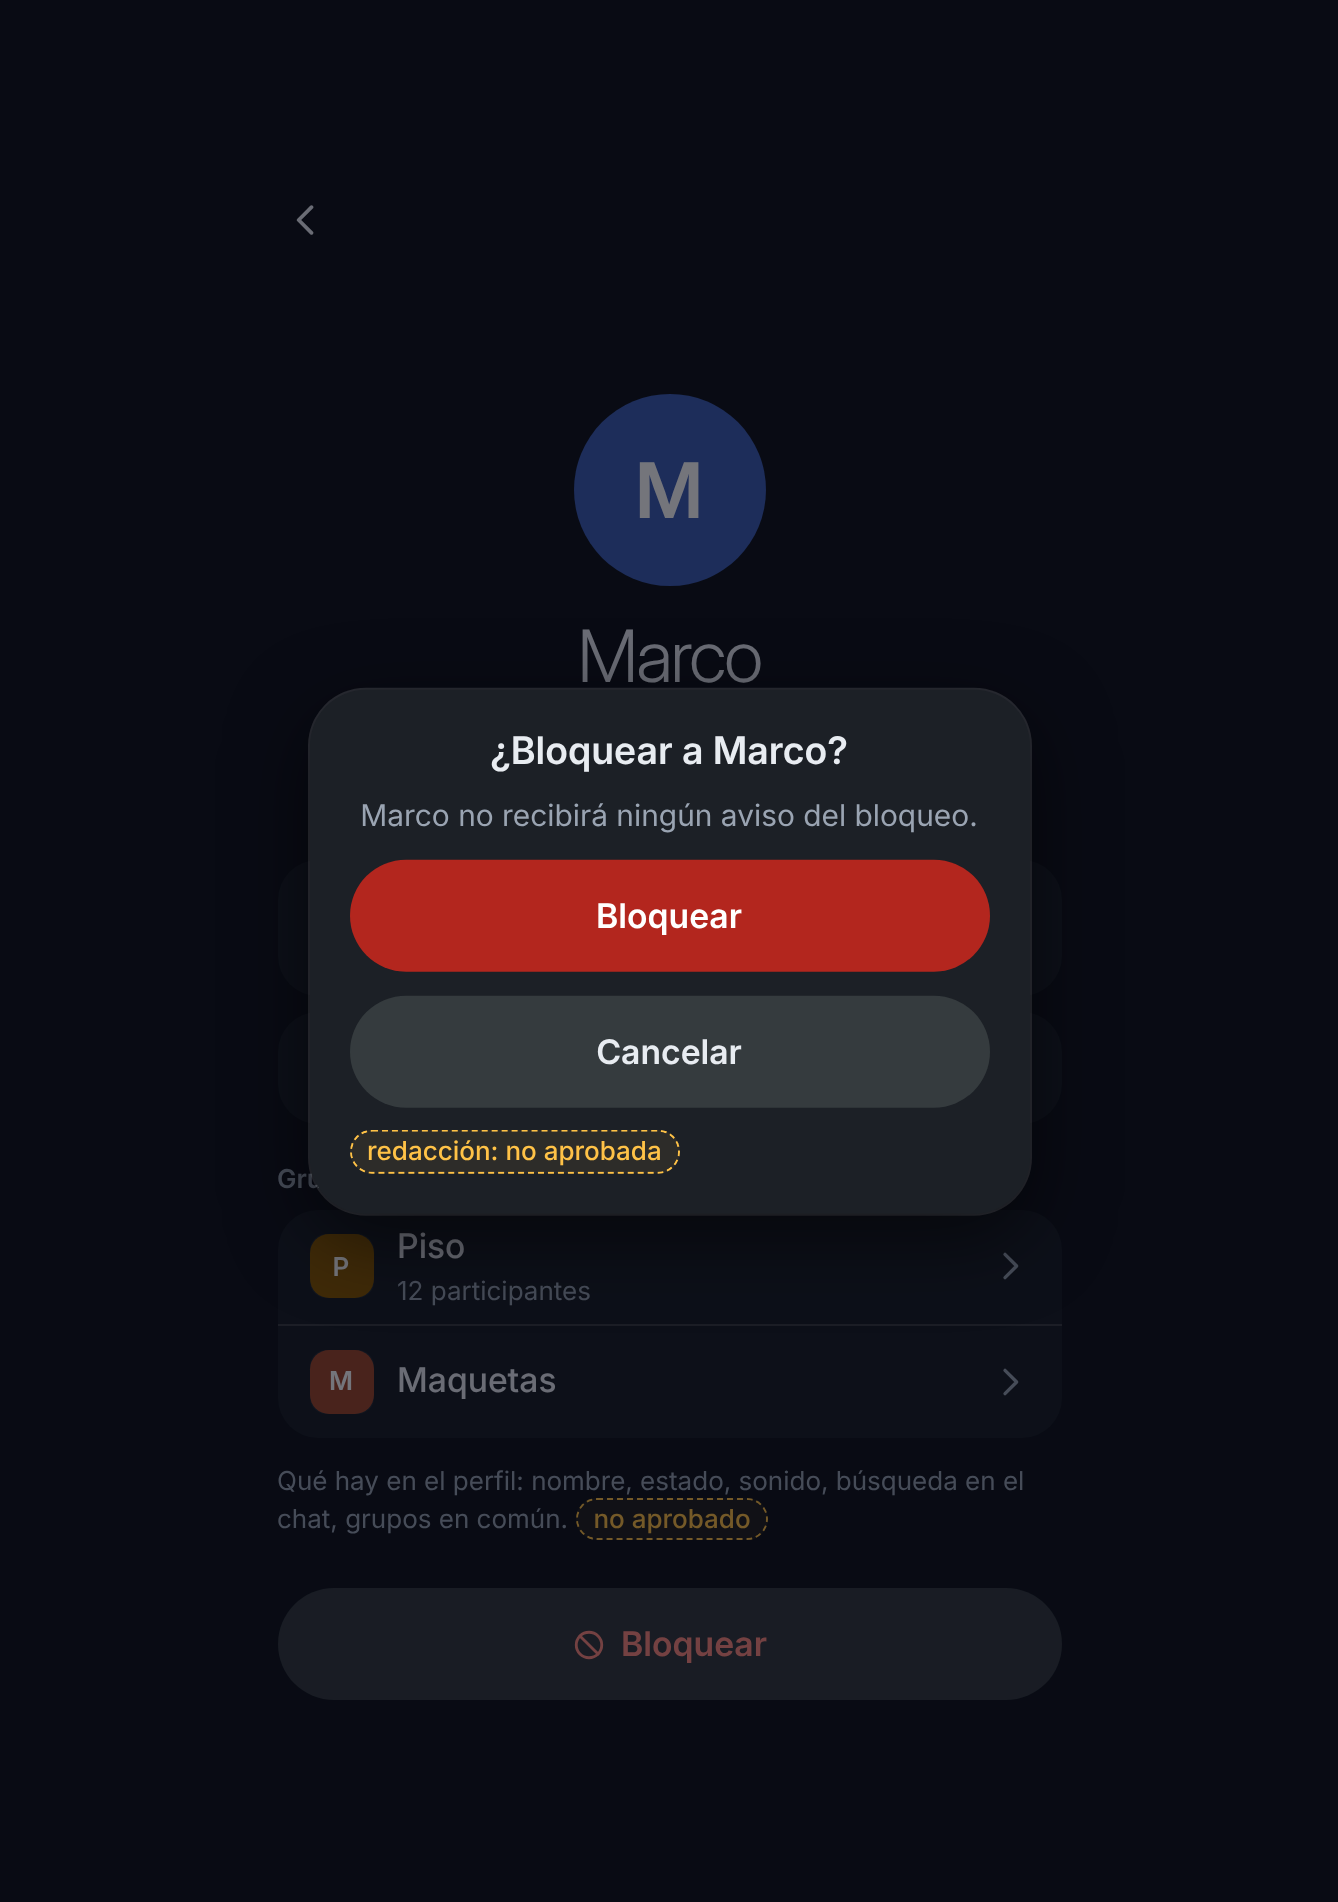 M
Marco
¿Bloquear a Marco?
Marco no recibirá ningún aviso del bloqueo.
Bloquear
Cancelar
redacción: no aprobada
P
Piso
12 participantes
M
Maquetas
Qué hay en el perfil: nombre, estado, sonido, búsqueda en el
chat, grupos en común. no aprobado
Bloquear